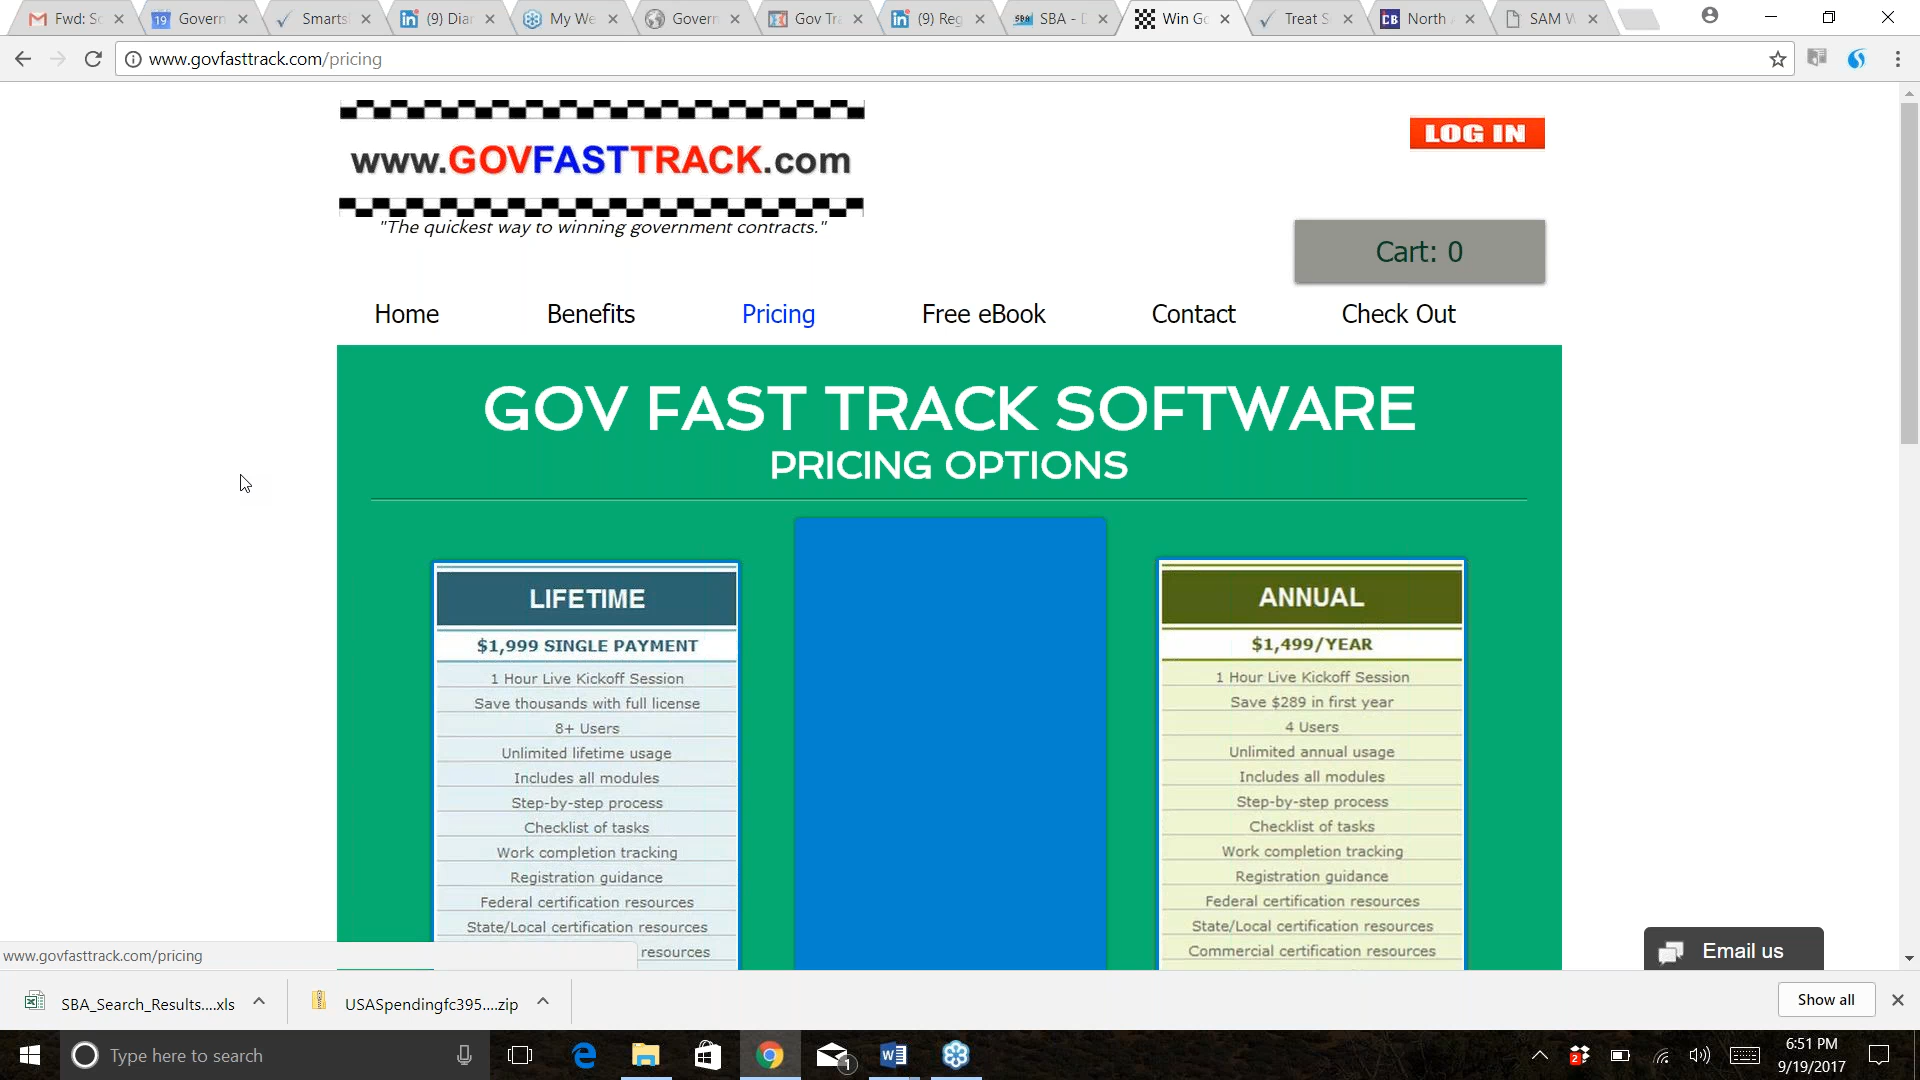 Fwd: Sc
19 Govern
Smarts
(9) Diar
My We
Govern
Gov Tra
(9) Reg
SBA SBA - D
Win Go
Treat S
CB North
SAM W
www.govfasttrack.com/pricing
www.GOVFASTTRACK.com
"The quickest way to winning government contracts."
LOG IN
Cart: 0
Home Benefits Pricing Free eBook Contact Check Out
GOV FAST TRACK SOFTWARE
PRICING OPTIONS
LIFETIME
$1,999 SINGLE PAYMENT
1 Hour Live Kickoff Session
Save thousands with full license
8+ Users
Unlimited lifetime usage
Includes all modules
Step-by-step process
Checklist of tasks
Work completion tracking
Registration guidance
Federal certification resources
State/Local certification resources
resources
ANNUAL
$1,499/YEAR
1 Hour Live Kickoff Session
Save $289 in first year
4 Users
Unlimited annual usage
Includes all modules
Step-by-step process
Checklist of tasks
Work completion tracking
Registration guidance
Federal certification resources
State/Local certification resources
Commercial certification resources
Email us
www.govfasttrack.com/pricing
SBA_Search_Results....xls
USASpendingfc395....zip
Show all
Type here to search
1
2
6:51 PM
9/19/2017